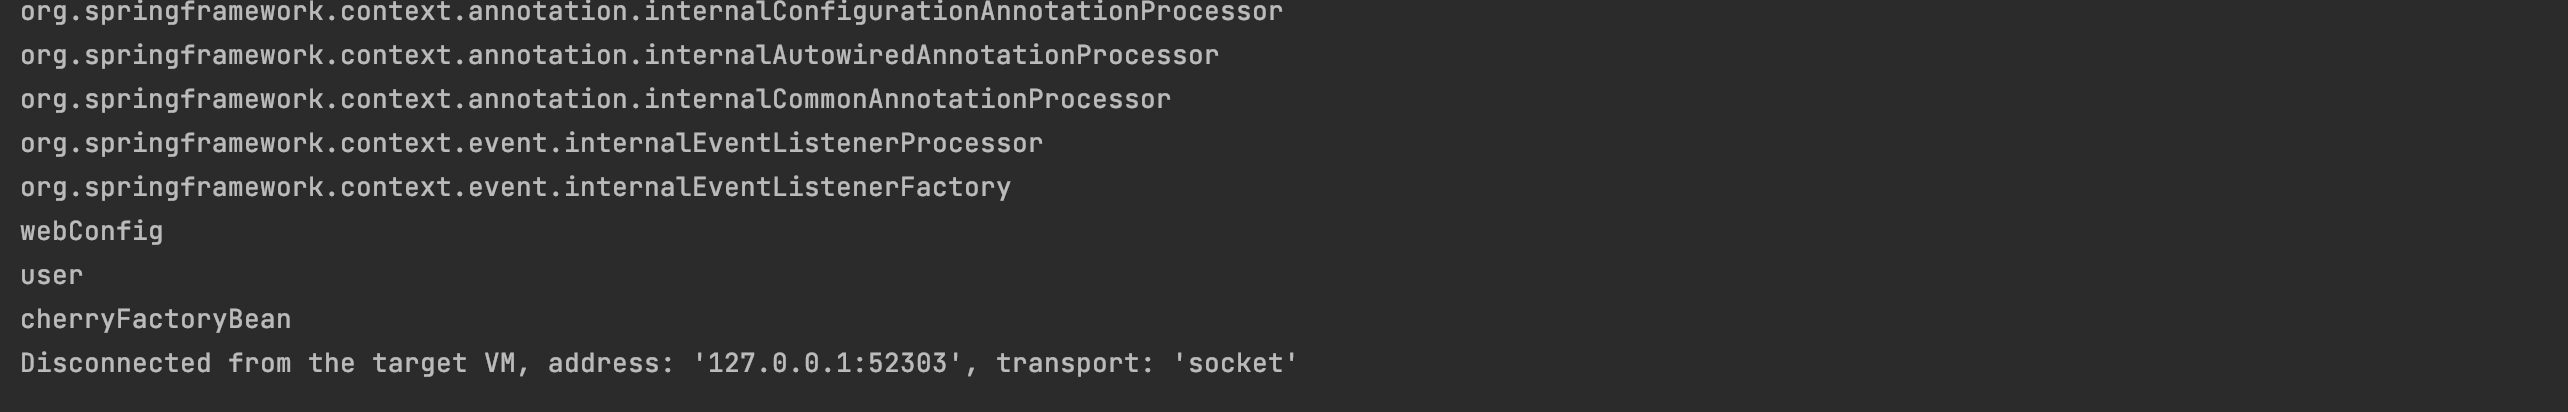 org.springframework.context.annotation.internalConfigurationAnnotationProcessor
org.springframework.context.annotation.internalAutowiredAnnotationProcessor
org.springframework.context.annotation.internalCommonAnnotationProcessor
org.springframework.context.event.internalEventListenerProcessor
org.springframework.context.event.internalEventListenerFactory
webConfig
user
cherryFactoryBean
Disconnected from the target VM, address: '127.0.0.1:52303', transport: 'socket'